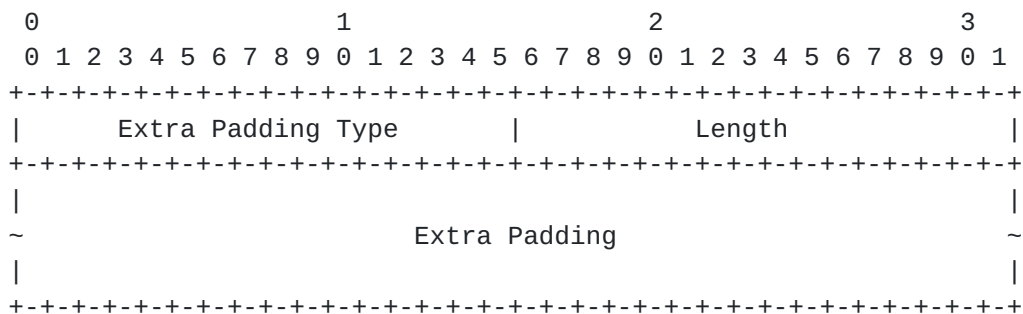 0                   1                   2                   3
 0 1 2 3 4 5 6 7 8 9 0 1 2 3 4 5 6 7 8 9 0 1 2 3 4 5 6 7 8 9 0 1
+-+-+-+-+-+-+-+-+-+-+-+-+-+-+-+-+-+-+-+-+-+-+-+-+-+-+-+-+-+-+-+-+
|      Extra Padding Type       |           Length              |
+-+-+-+-+-+-+-+-+-+-+-+-+-+-+-+-+-+-+-+-+-+-+-+-+-+-+-+-+-+-+-+-+
|                                                               |
~                         Extra Padding                         ~
|                                                               |
+-+-+-+-+-+-+-+-+-+-+-+-+-+-+-+-+-+-+-+-+-+-+-+-+-+-+-+-+-+-+-+-+